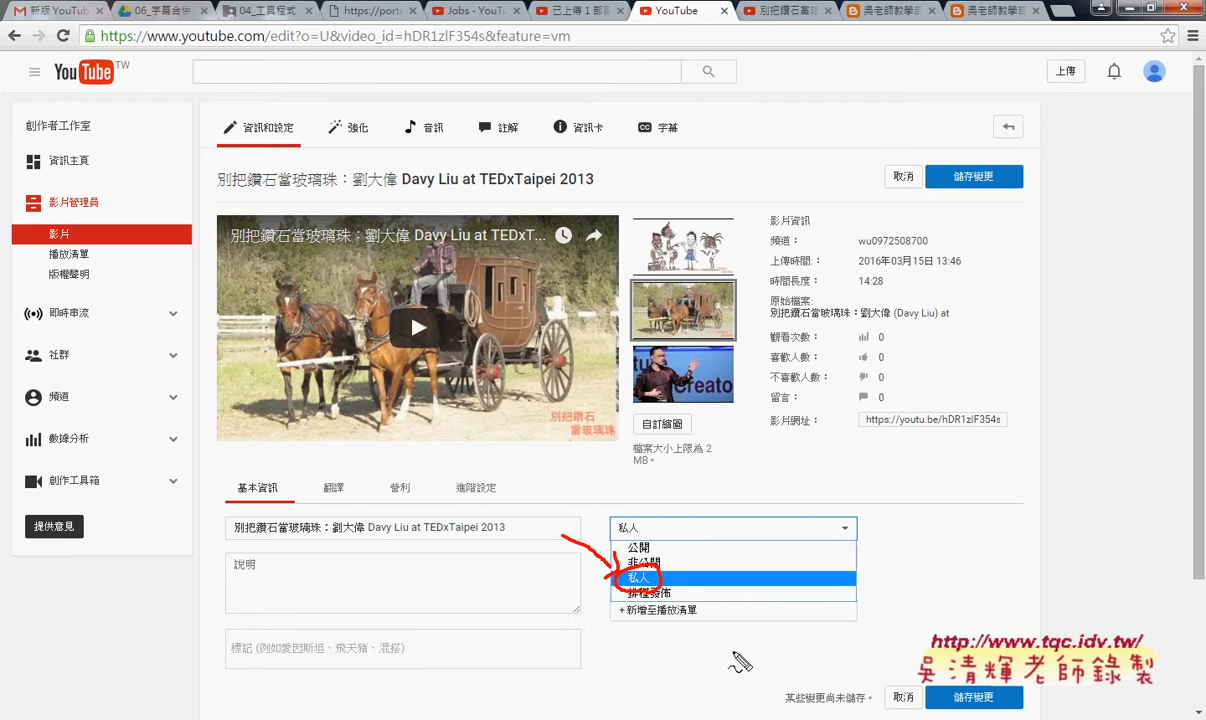 新版 YouTub
06_字幕合併
04_工具程式
https://porta
Jobs - YouTu
已上傳 1 部影
YouTube
別把鑽石當玻璃珠
吳老師教學部
吳老師教學部
https://www.youtube.com/edit?o=U&video_id=hDR1zlF354s&feature=vm
YouTube TW
上傳
創作者工作室
資訊主頁
影片管理員
影片
播放清單
版權聲明
即時串流
社群
頻道
數據分析
創作工具箱
提供意見
資訊和設定
強化
音訊
註解
資訊卡
CC 字幕
別把鑽石當玻璃珠：劉大偉 Davy Liu at TEDxTaipei 2013
取消
儲存變更
別把鑽石當玻璃珠：劉大偉 Davy Liu at TEDxT...
別把鑽石
當玻璃珠
自訂縮圖
檔案大小上限為 2
MB。
影片資訊
頻道： wu0972508700
上傳時間：: 2016年03月15日 13:46
時間長度： 14:28
原始檔案:
別把鑽石當玻璃珠：劉大偉 (Davy Liu) at
觀看次數： 0
喜歡人數： 0
不喜歡人數： 0
留言： 0
影片網址： https://youtu.be/hDR1zlF354s
基本資訊
翻譯
營利
進階設定
別把鑽石當玻璃珠：劉大偉 Davy Liu at TEDxTaipei 2013
說明
標記 (例如愛因斯坦、飛天豬、混搭)
私人
公開
非公開
私人
排程發佈
+ 新增至播放清單
http://www.tqc.idv.tw/
吳清輝老師錄製
某些變更尚未儲存。
取消
儲存變更